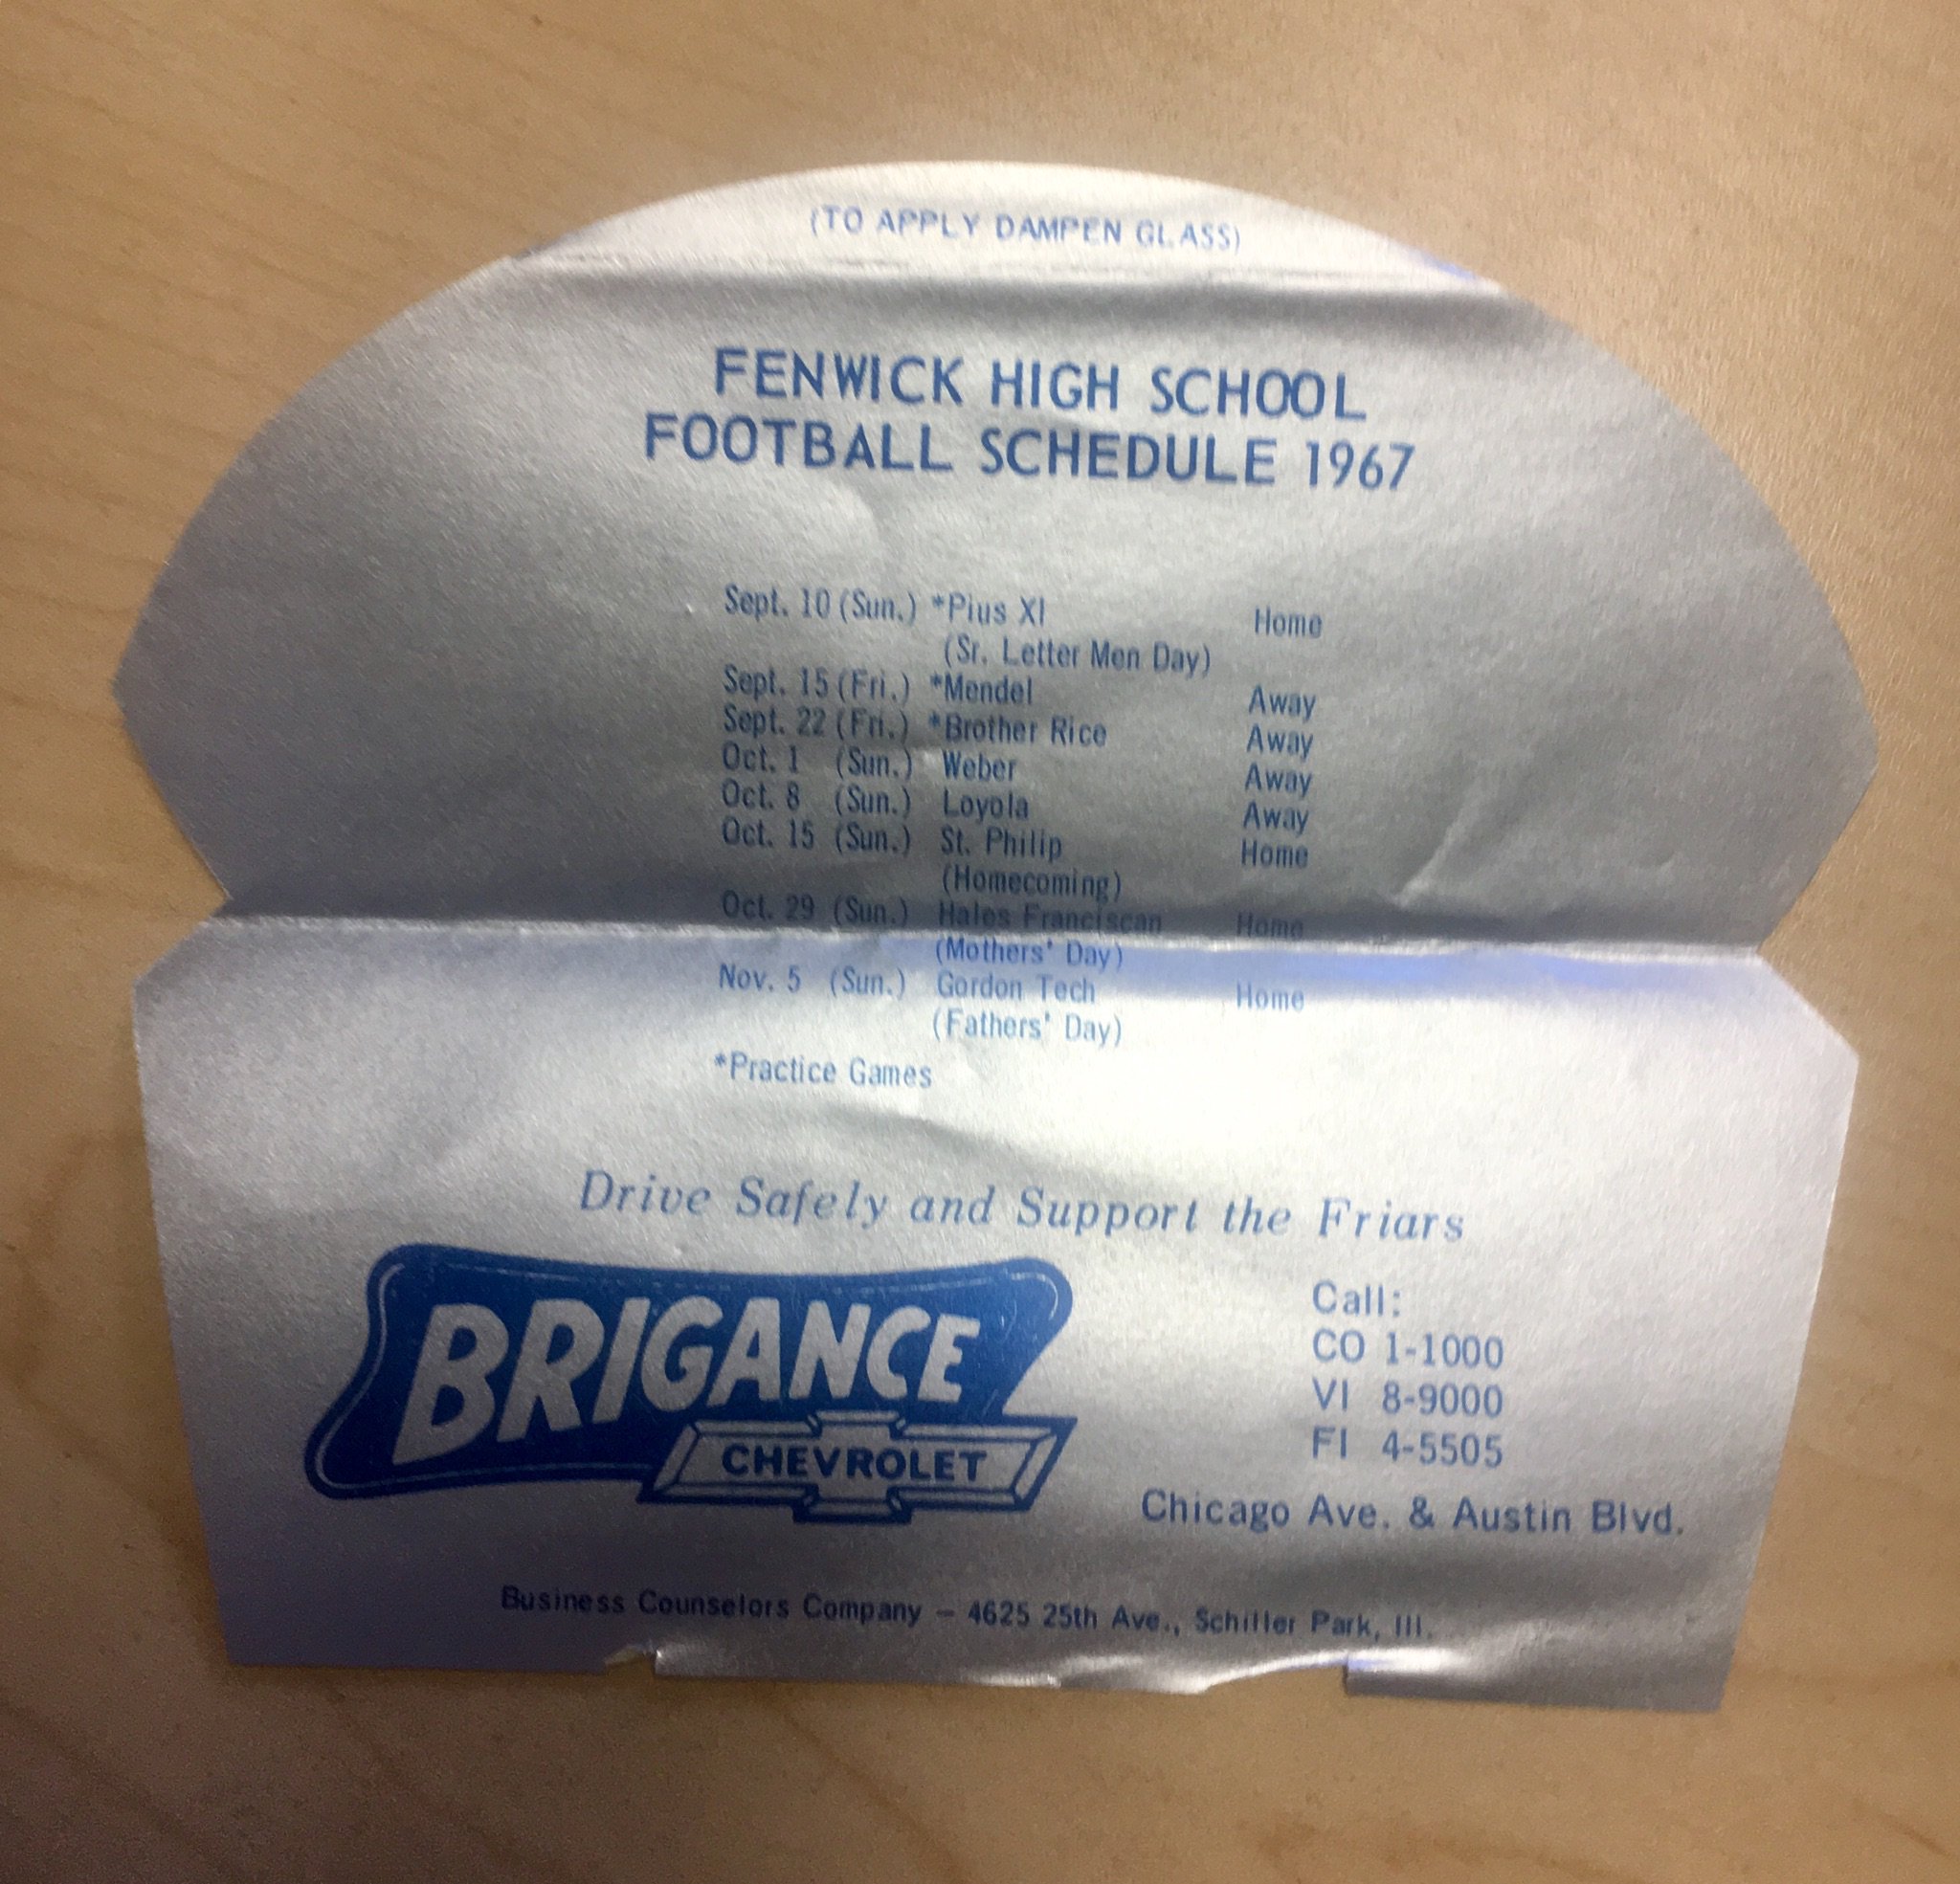 (TO APPLY DAMPEN GLASS)
FENWICK HIGH SCHOOL
FOOTBALL SCHEDULE 1967
Sept. 10 (Sun.) *Pius XI Home
(Sr. Letter Men Day)
Sept. 15 (Fri.) *Mendel Away
Sept. 22 (Fri.) *Brother Rice Away
Oct. 1 (Sun.) Weber Away
Oct. 8 (Sun.) Loyola Away
Oct. 15 (Sun.) St. Philip Home
(Homecoming)
Oct. 29 (Sun.) Hales Franciscan Home
(Mothers' Day)
Nov. 5 (Sun.) Gordon Tech Home
(Fathers' Day)
*Practice Games
Drive Safely and Support the Friars
BRIGANCE
CHEVROLET
Call:
CO 1-1000
VI 8-9000
FI 4-5505
Chicago Ave. & Austin Blvd.
Business Counselors Company – 4625 25th Ave., Schiller Park, Ill.